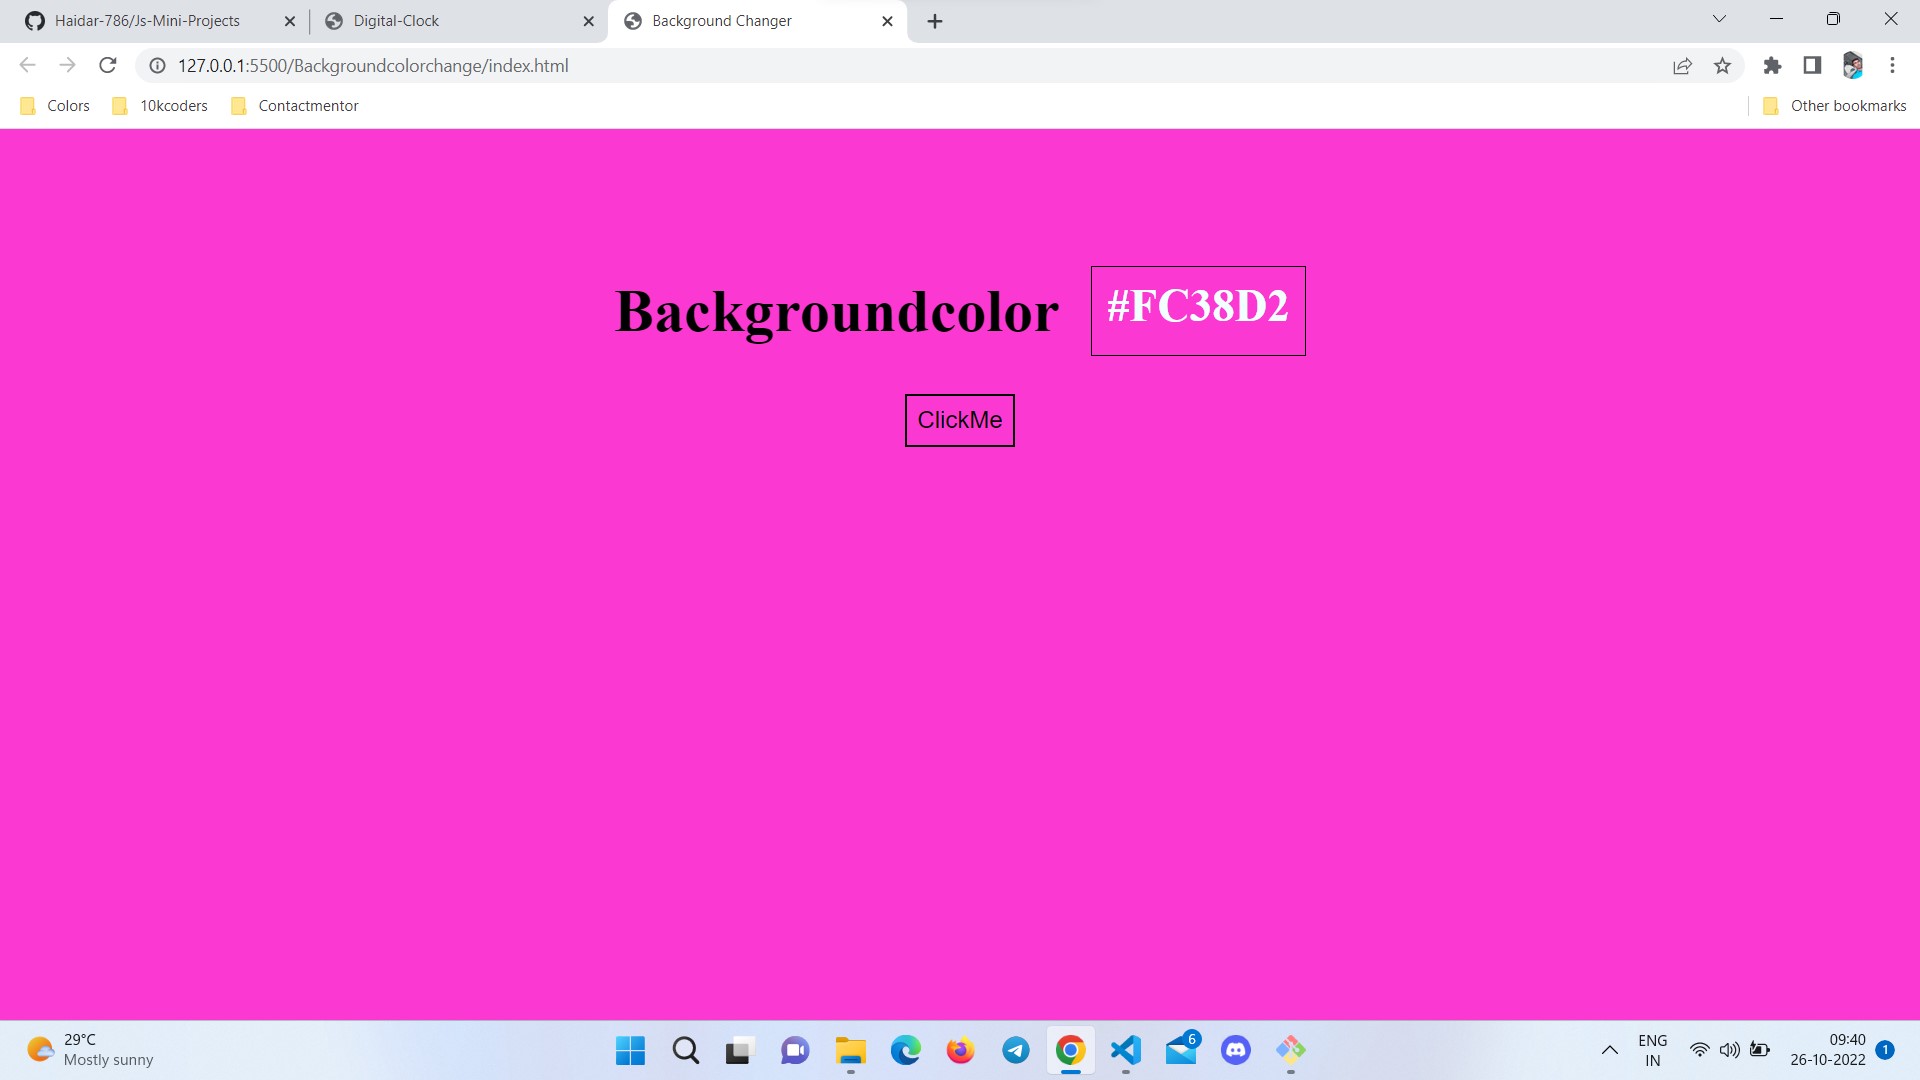 Haidar-786/Js-Mini-Projects
Digital-Clock
Background Changer
127.0.0.1:5500/Backgroundcolorchange/index.html
Colors
10kcoders
Contactmentor
Other bookmarks
Backgroundcolor
#FC38D2
ClickMe
29°C
Mostly sunny
6
ENG
IN
09:40
26-10-2022
1